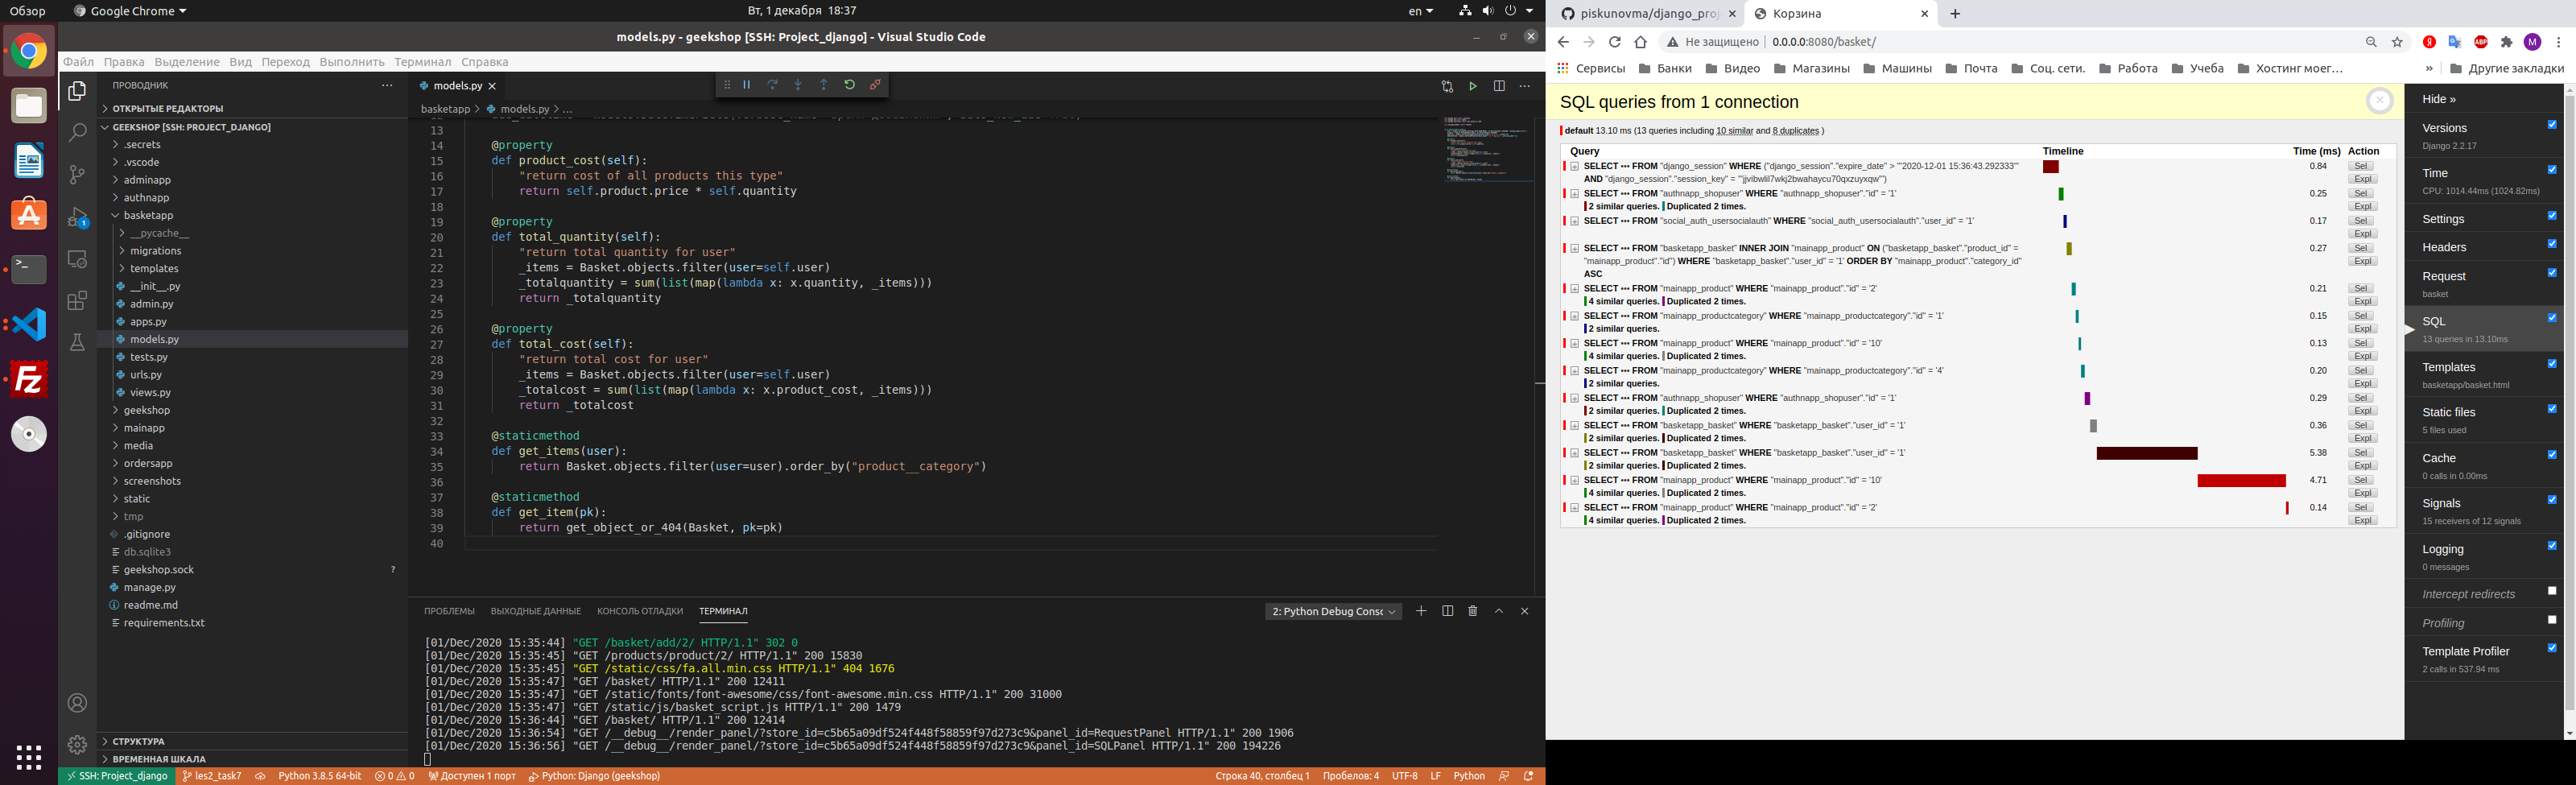 Обзор
Google Chrome
Вт, 1 декабря 18:37
en
models.py - geekshop [SSH: Project_django] - Visual Studio Code
Файл Правка Выделение Вид Переход Выполнить Терминал Справка
ПРОВОДНИК
ОТКРЫТЫЕ РЕДАКТОРЫ
GEEKSHOP [SSH: PROJECT_DJANGO]
.secrets
.vscode
adminapp
authnapp
basketapp
__pycache__
migrations
templates
__init__.py
admin.py
apps.py
models.py
tests.py
urls.py
views.py
geekshop
mainapp
media
ordersapp
screenshots
static
tmp
.gitignore
db.sqlite3
geekshop.sock ?
manage.py
readme.md
requirements.txt
СТРУКТУРА
ВРЕМЕННАЯ ШКАЛА
models.py
basketapp > models.py > ...
13
14 @property
15 def product_cost(self):
16 "return cost of all products this type"
17 return self.product.price * self.quantity
18
19 @property
20 def total_quantity(self):
21 "return total quantity for user"
22 _items = Basket.objects.filter(user=self.user)
23 _totalquantity = sum(list(map(lambda x: x.quantity, _items)))
24 return _totalquantity
25
26 @property
27 def total_cost(self):
28 "return total cost for user"
29 _items = Basket.objects.filter(user=self.user)
30 _totalcost = sum(list(map(lambda x: x.product_cost, _items)))
31 return _totalcost
32
33 @staticmethod
34 def get_items(user):
35 return Basket.objects.filter(user=user).order_by("product__category")
36
37 @staticmethod
38 def get_item(pk):
39 return get_object_or_404(Basket, pk=pk)
40
ПРОБЛЕМЫ ВЫХОДНЫЕ ДАННЫЕ КОНСОЛЬ ОТЛАДКИ ТЕРМИНАЛ
2: Python Debug Consc
[01/Dec/2020 15:35:44] "GET /basket/add/2/ HTTP/1.1" 302 0
[01/Dec/2020 15:35:45] "GET /products/product/2/ HTTP/1.1" 200 15830
[01/Dec/2020 15:35:45] "GET /static/css/fa.all.min.css HTTP/1.1" 404 1676
[01/Dec/2020 15:35:47] "GET /basket/ HTTP/1.1" 200 12411
[01/Dec/2020 15:35:47] "GET /static/fonts/font-awesome/css/font-awesome.min.css HTTP/1.1" 200 31000
[01/Dec/2020 15:35:47] "GET /static/js/basket_script.js HTTP/1.1" 200 1479
[01/Dec/2020 15:36:44] "GET /basket/ HTTP/1.1" 200 12414
[01/Dec/2020 15:36:54] "GET /__debug__/render_panel/?store_id=c5b65a09df524f448f58859f97d273c9&panel_id=RequestPanel HTTP/1.1" 200 1906
[01/Dec/2020 15:36:56] "GET /__debug__/render_panel/?store_id=c5b65a09df524f448f58859f97d273c9&panel_id=SQLPanel HTTP/1.1" 200 194226
SSH: Project_django les2_task7 Python 3.8.5 64-bit 0 0 Доступен 1 порт Python: Django (geekshop)
Строка 40, столбец 1 Пробелов: 4 UTF-8 LF Python
piskunovma/django_proj
Корзина
Не защищено | 0.0.0.0:8080/basket/
Сервисы Банки Видео Магазины Машины Почта Соц. сети. Работа Учеба Хостинг моег... » Другие закладки
SQL queries from 1 connection
default 13.10 ms (13 queries including 10 similar and 8 duplicates )
Query Timeline Time (ms) Action
SELECT ••• FROM "django_session" WHERE ("django_session"."expire_date" > '"2020-12-01 15:36:43.292333"' 0.84 Sel
AND "django_session"."session_key" = '"jjvibwlil7wkj2bwahaycu70qxzuyxqw"') Expl
SELECT ••• FROM "authnapp_shopuser" WHERE "authnapp_shopuser"."id" = '1' 0.25 Sel
2 similar queries. Duplicated 2 times. Expl
SELECT ••• FROM "social_auth_usersocialauth" WHERE "social_auth_usersocialauth"."user_id" = '1' 0.17 Sel
Expl
SELECT ••• FROM "basketapp_basket" INNER JOIN "mainapp_product" ON ("basketapp_basket"."product_id" = 0.27 Sel
"mainapp_product"."id") WHERE "basketapp_basket"."user_id" = '1' ORDER BY "mainapp_product"."category_id" Expl
ASC
SELECT ••• FROM "mainapp_product" WHERE "mainapp_product"."id" = '2' 0.21 Sel
4 similar queries. Duplicated 2 times. Expl
SELECT ••• FROM "mainapp_productcategory" WHERE "mainapp_productcategory"."id" = '1' 0.15 Sel
2 similar queries. Expl
SELECT ••• FROM "mainapp_product" WHERE "mainapp_product"."id" = '10' 0.13 Sel
4 similar queries. Duplicated 2 times. Expl
SELECT ••• FROM "mainapp_productcategory" WHERE "mainapp_productcategory"."id" = '4' 0.20 Sel
2 similar queries. Expl
SELECT ••• FROM "authnapp_shopuser" WHERE "authnapp_shopuser"."id" = '1' 0.29 Sel
2 similar queries. Duplicated 2 times. Expl
SELECT ••• FROM "basketapp_basket" WHERE "basketapp_basket"."user_id" = '1' 0.36 Sel
2 similar queries. Duplicated 2 times. Expl
SELECT ••• FROM "basketapp_basket" WHERE "basketapp_basket"."user_id" = '1' 5.38 Sel
2 similar queries. Duplicated 2 times. Expl
SELECT ••• FROM "mainapp_product" WHERE "mainapp_product"."id" = '10' 4.71 Sel
4 similar queries. Duplicated 2 times. Expl
SELECT ••• FROM "mainapp_product" WHERE "mainapp_product"."id" = '2' 0.14 Sel
4 similar queries. Duplicated 2 times. Expl
Hide »
Versions
Django 2.2.17
Time
CPU: 1014.44ms (1024.82ms)
Settings
Headers
Request
basket
SQL
13 queries in 13.10ms
Templates
basketapp/basket.html
Static files
5 files used
Cache
0 calls in 0.00ms
Signals
15 receivers of 12 signals
Logging
0 messages
Intercept redirects
Profiling
Template Profiler
2 calls in 537.94 ms